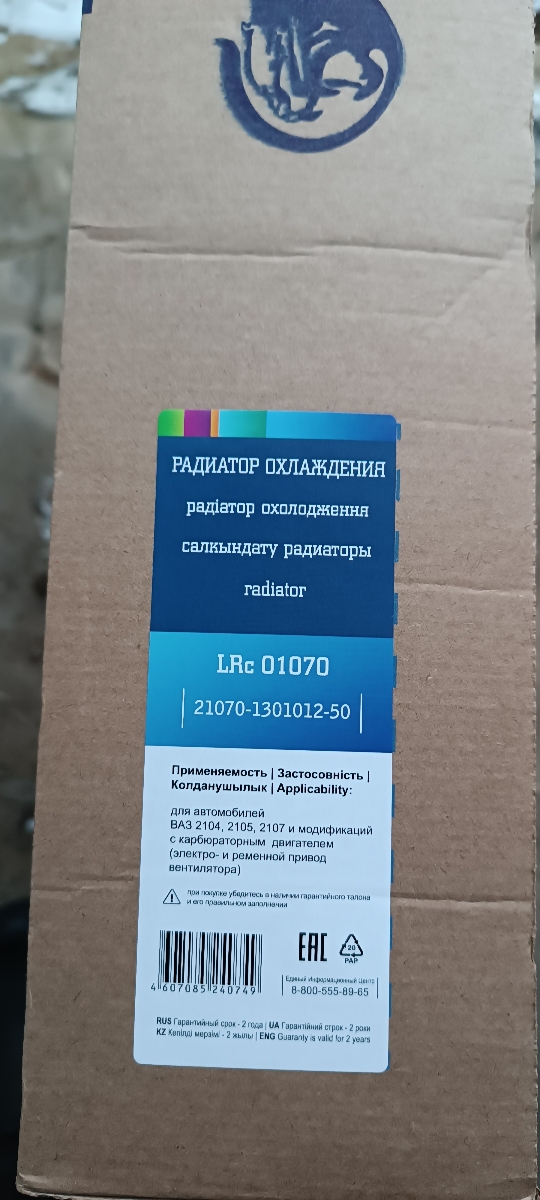 РАДИАТОР ОХЛАЖДЕНИЯ
радіатор охолодження
салкындату радиаторы
radiator
LRc 01070
21070-1301012-50
Применяемость | Застосовність |
Колданушылык | Applicability:
для автомобилей
ВАЗ 2104, 2105, 2107 и модификаций
с карбюраторным двигателем
(электро- и ременной привод
вентилятора)
при покупке убедитесь в наличии гарантийного талона
и его правильном заполнении
EAC
20
PAP
4 607085 240749
Единый Информационный Центр
8-800-555-89-65
RUS Гарантийный срок - 2 года | UA Гарантійний строк - 2 роки
KZ Кепілді мерзімі - 2 жылы | ENG Guaranty is valid for 2 years